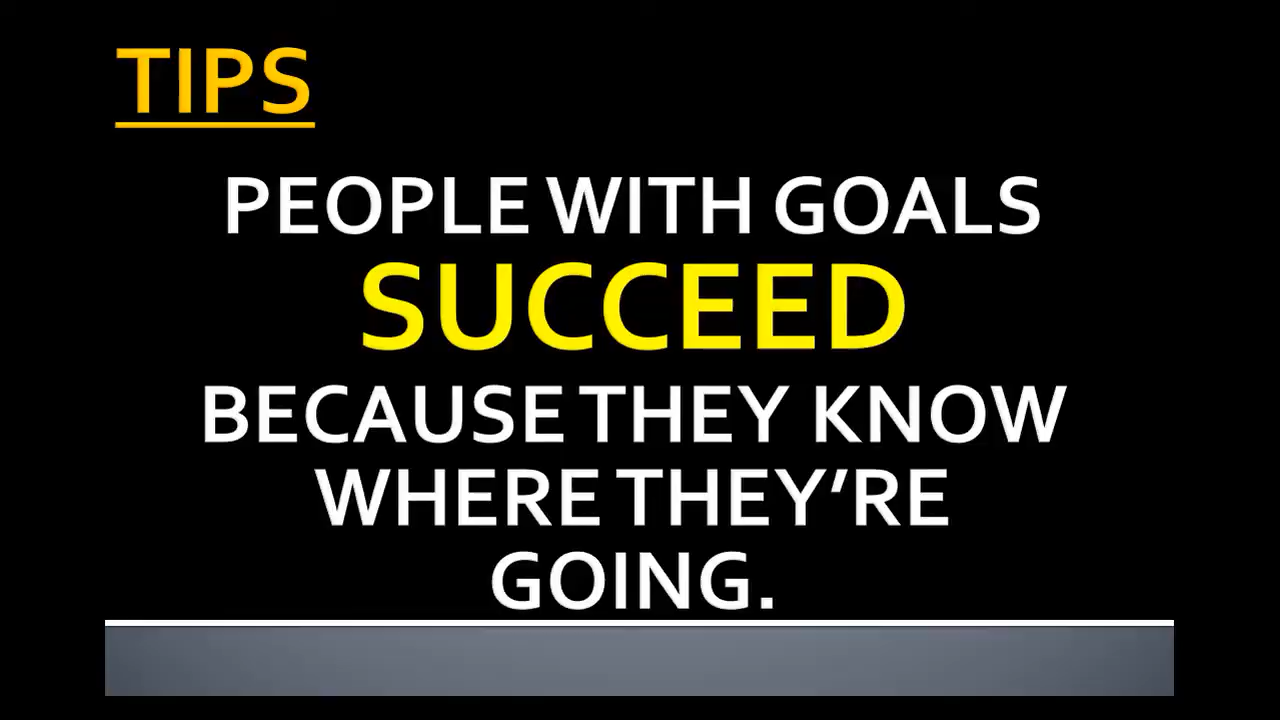 TIPS
PEOPLE WITH GOALS
SUCCEED
BECAUSE THEY KNOW
WHERE THEY’RE
GOING.